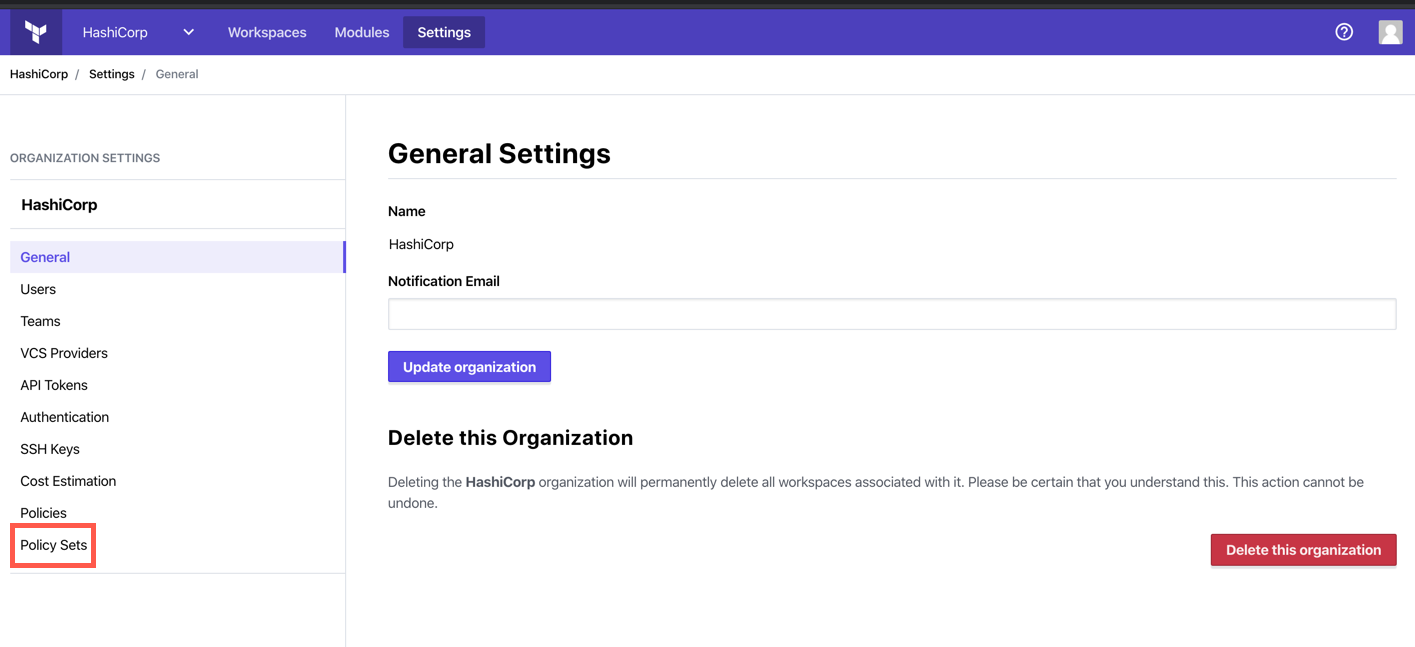 HashiCorp Workspaces Modules Settings
HashiCorp / Settings / General
ORGANIZATION SETTINGS
HashiCorp
General
Users
Teams
VCS Providers
API Tokens
Authentication
SSH Keys
Cost Estimation
Policies
Policy Sets
General Settings
Name
HashiCorp
Notification Email
Update organization
Delete this Organization
Deleting the HashiCorp organization will permanently delete all workspaces associated with it. Please be certain that you understand this. This action cannot be
undone.
Delete this organization